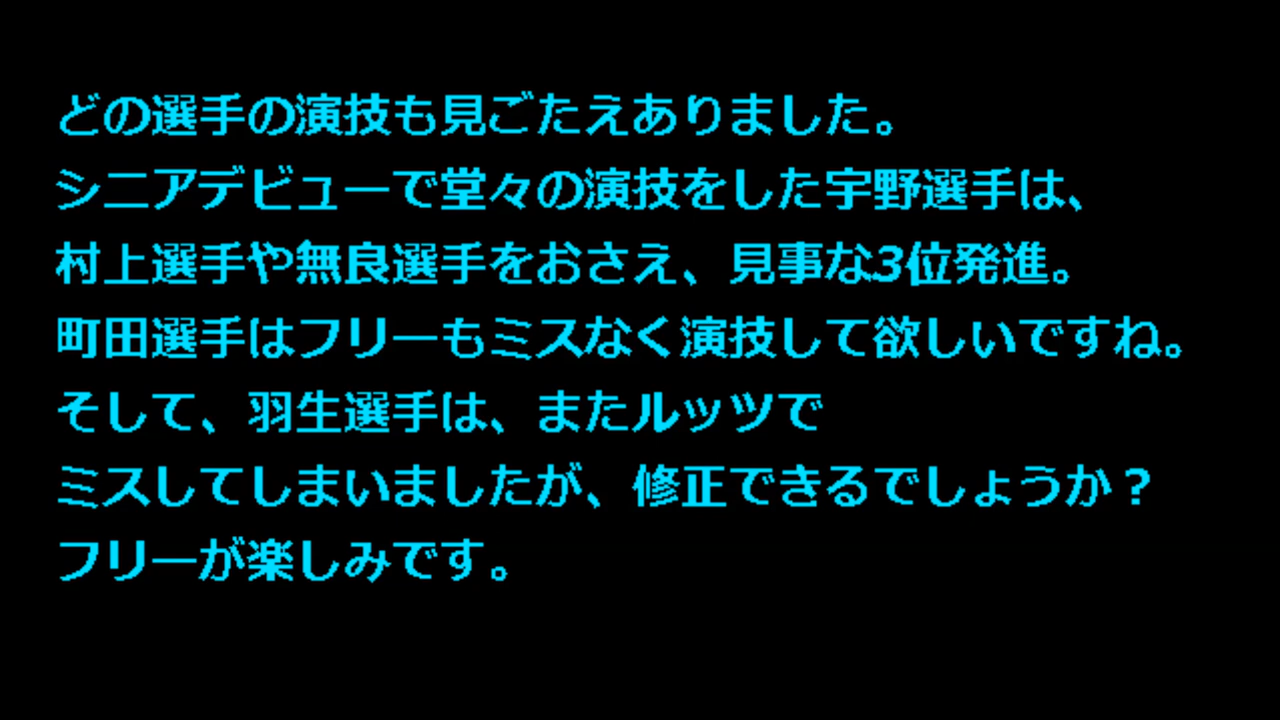 どの選手の演技も見ごたえありました。
シニアデビューで堂々の演技をした宇野選手は、
村上選手や無良選手をおさえ、見事な3位発進。
町田選手はフリーもミスなく演技して欲しいですね。
そして、羽生選手は、またルッツで
ミスしてしまいましたが、修正できるでしょうか？
フリーが楽しみです。